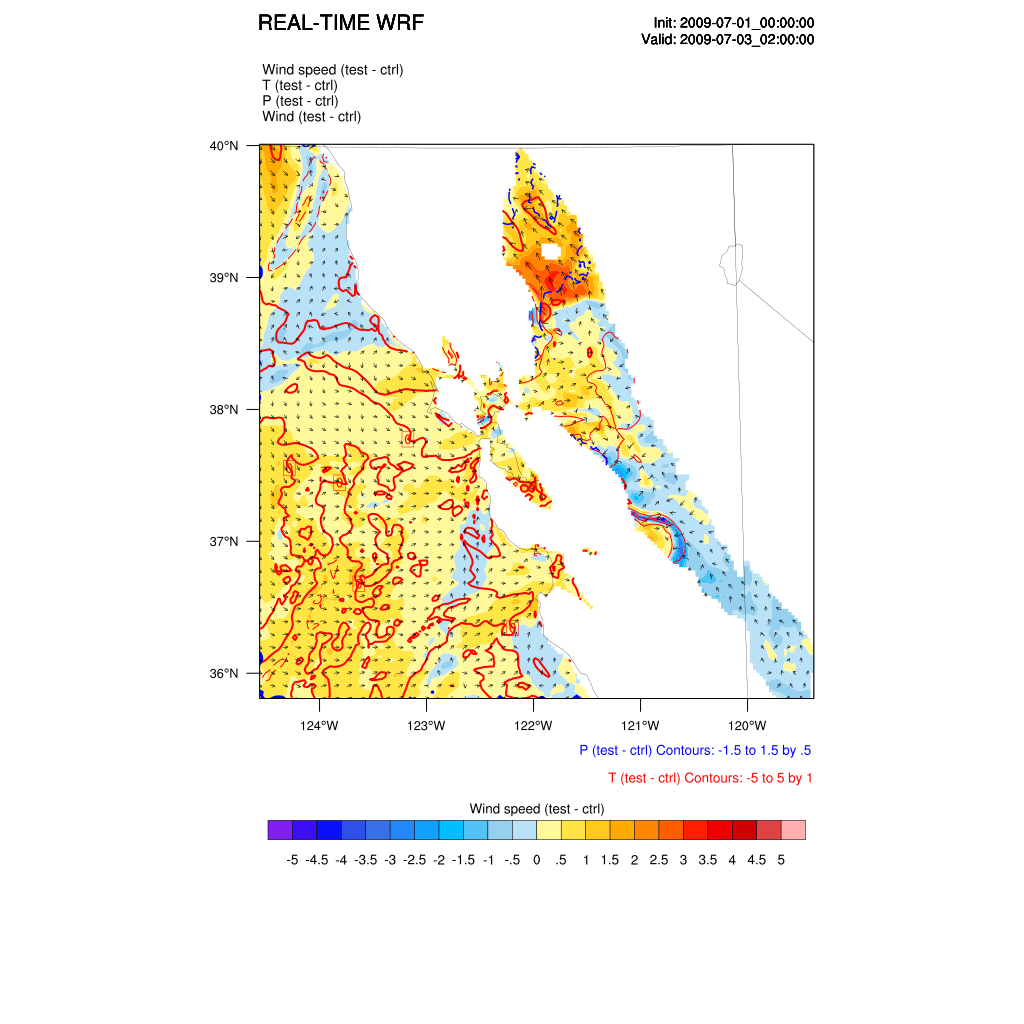 REAL-TIME WRF
Init: 2009-07-01_00:00:00
Valid: 2009-07-03_02:00:00
Wind speed (test - ctrl)
T (test - ctrl)
P (test - ctrl)
Wind (test - ctrl)
40°N
39°N
38°N
37°N
36°N
124°W 123°W 122°W 121°W 120°W
P (test - ctrl) Contours: -1.5 to 1.5 by .5
T (test - ctrl) Contours: -5 to 5 by 1
Wind speed (test - ctrl)
-5 -4.5 -4 -3.5 -3 -2.5 -2 -1.5 -1 -.5 0 .5 1 1.5 2 2.5 3 3.5 4 4.5 5